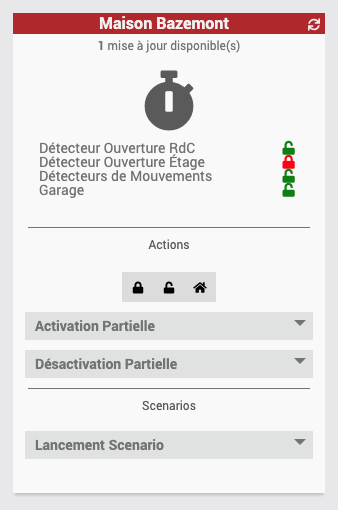 Maison Bazemont
1 mise à jour disponible(s)
Détecteur Ouverture RdC
Détecteur Ouverture Étage
Détecteurs de Mouvements
Garage
Actions
Activation Partielle
Désactivation Partielle
Scenarios
Lancement Scenario